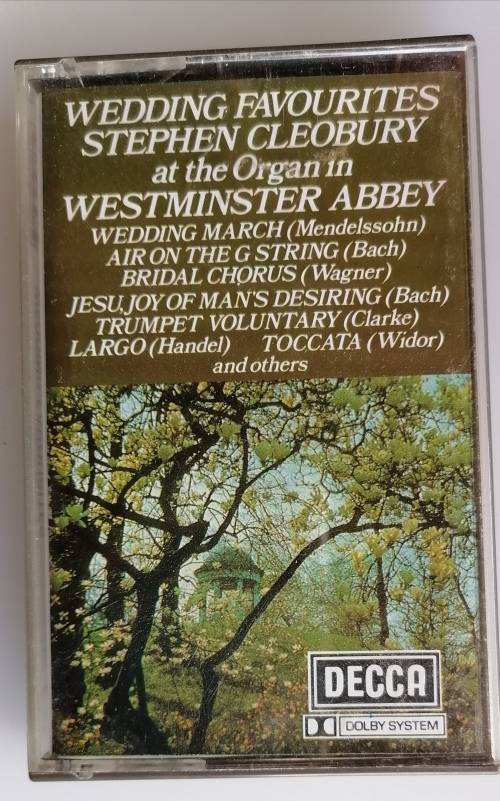 WEDDING FAVOURITES
STEPHEN CLEOBURY
at the Organ in
WESTMINSTER ABBEY
WEDDING MARCH (Mendelssohn)
AIR ON THE G STRING (Bach)
BRIDAL CHORUS (Wagner)
JESU, JOY OF MAN'S DESIRING (Bach)
TRUMPET VOLUNTARY (Clarke)
LARGO (Handel) TOCCATA (Widor)
and others
DECCA
DOLBY SYSTEM